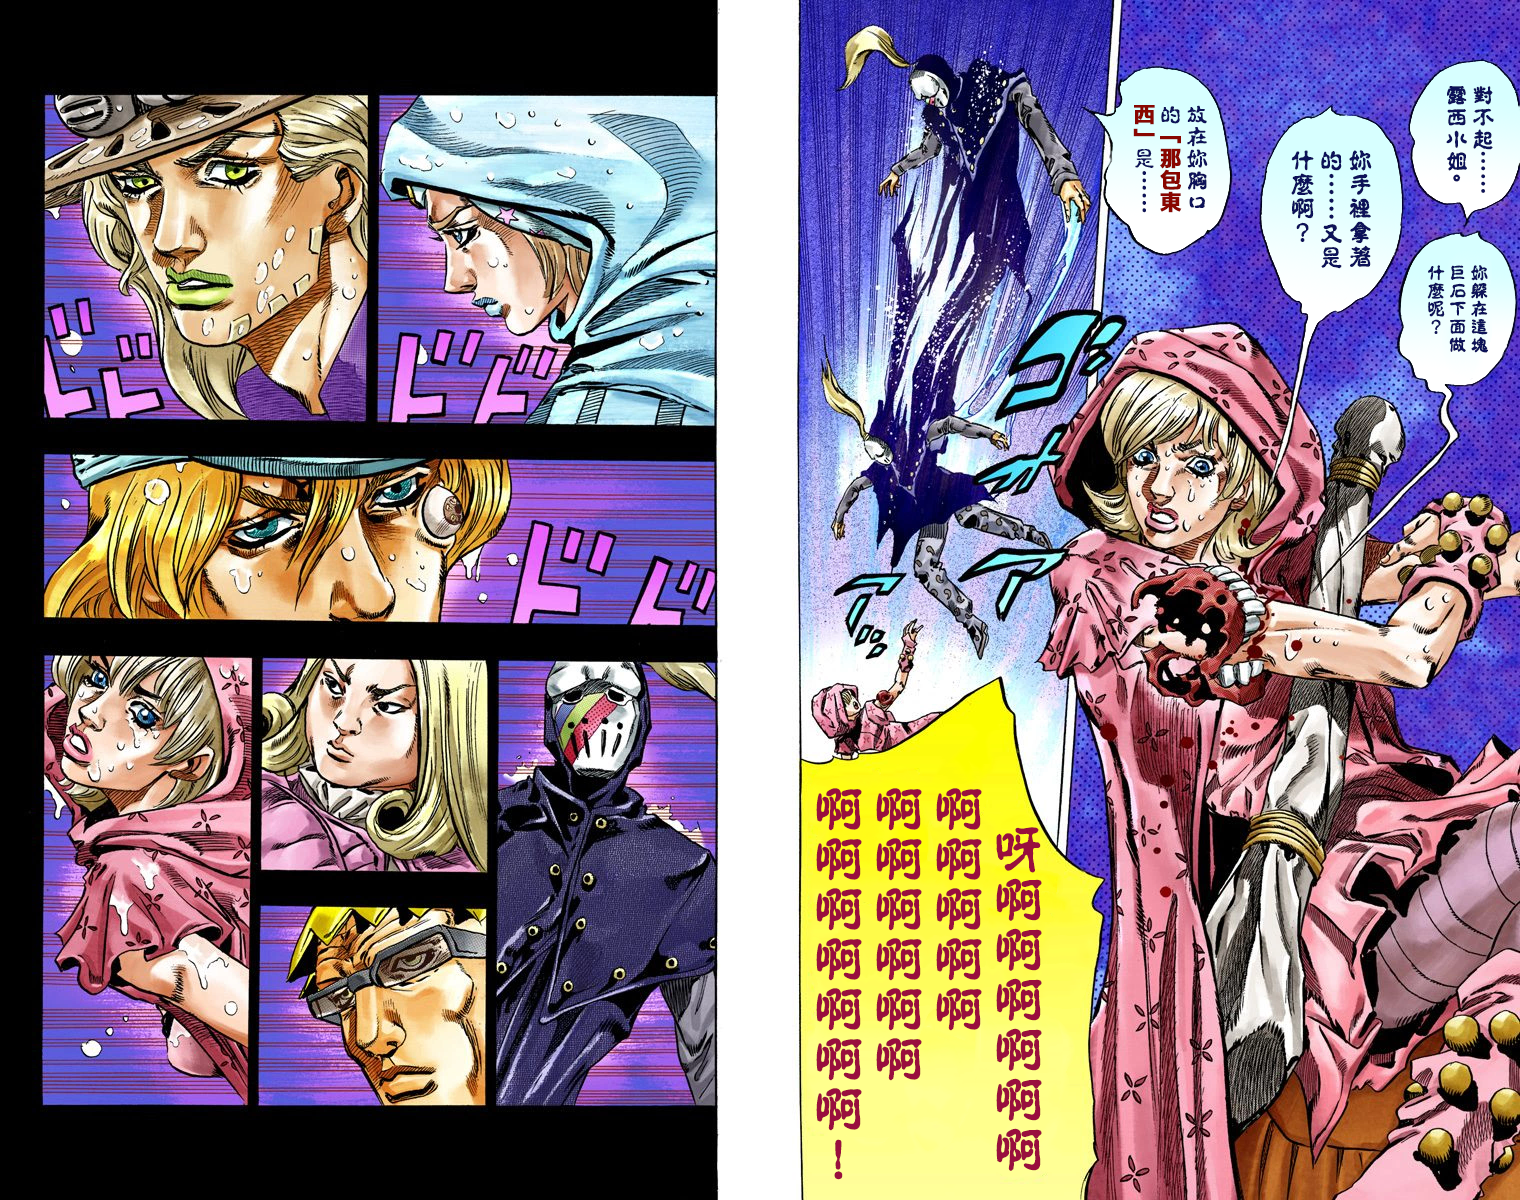 對不起……
露西小姐。
妳躲在這塊
巨石下面做
什麼呢？
妳手裡拿著
的……又是
什麼啊？
放在妳胸口
的「那包東
西」是……
ゴゴ
オオ
アア
呀啊啊啊啊啊啊
啊啊啊啊啊
啊啊啊啊啊啊
啊啊啊啊啊啊啊！
ドド
ドド
ドド